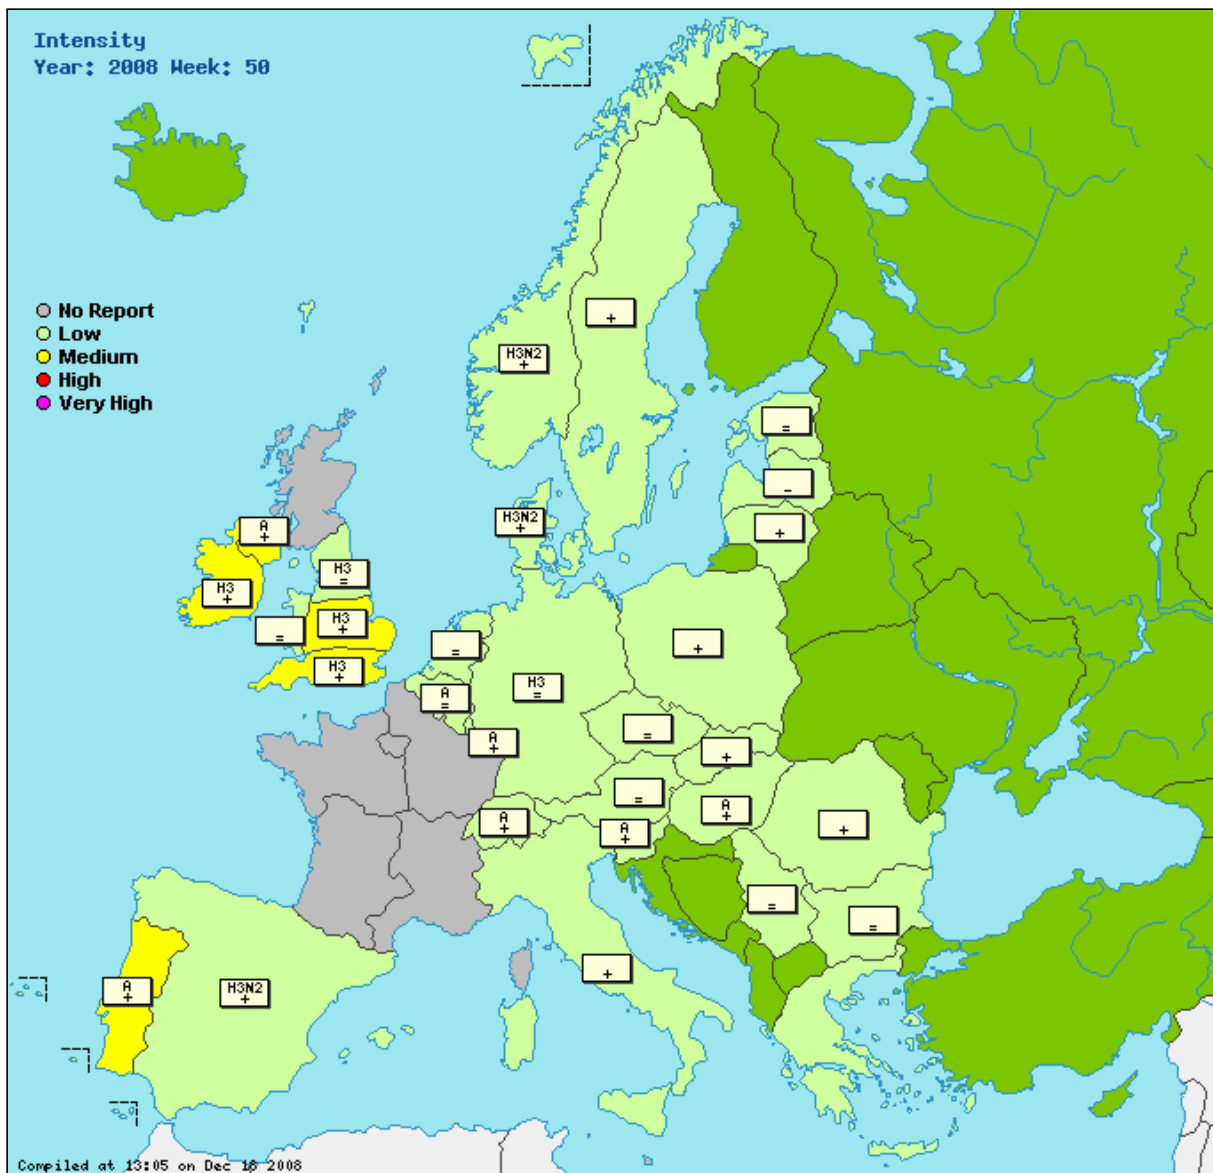 Intensity
Year: 2008 Week: 50
No Report
Low
Medium
High
Very High
+
H3N2
+
=
-
H3N2
+
A
+
+
H3
=
H3
+
H3
+
=
=
+
H3
+
H3
=
A
=
=
A
+
+
=
A
+
A
+
+
A
+
=
=
+
A
+
H3N2
+
Compiled at 13:05 on Dec 18 2008